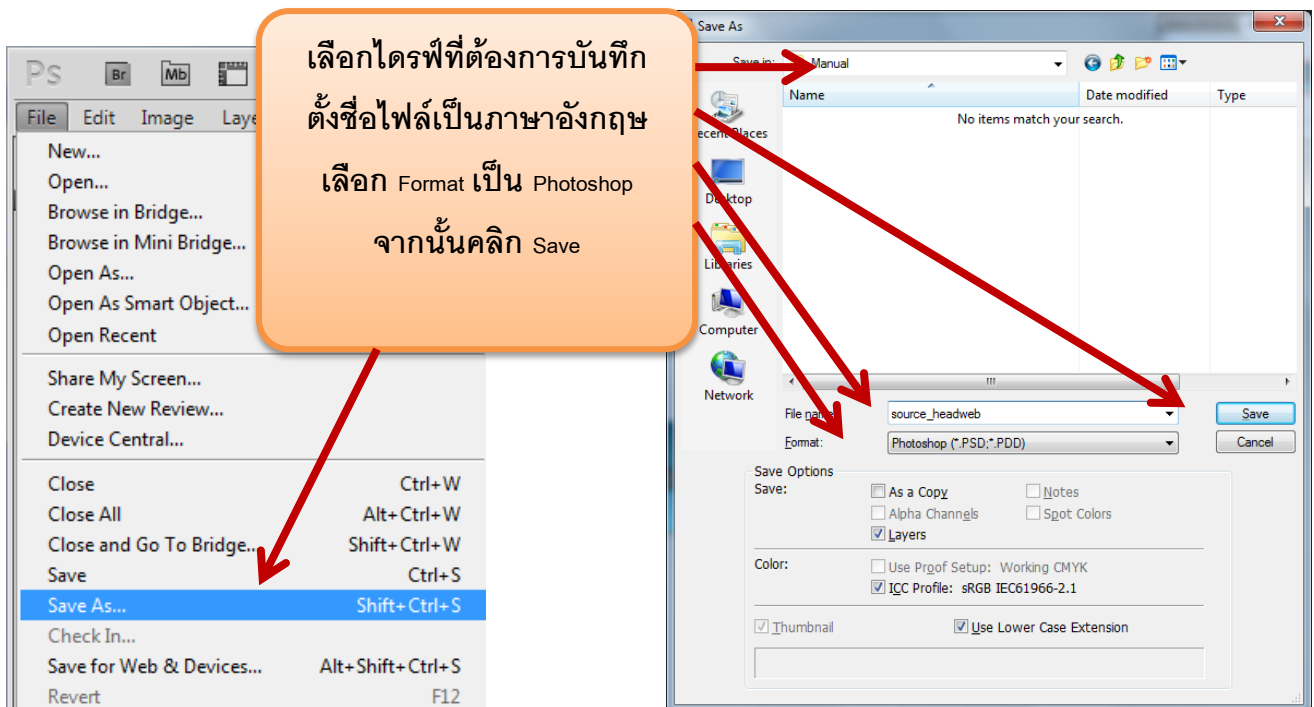 เลือกไดรฟ์ที่ต้องการบันทึก
ตั้งชื่อไฟล์เป็นภาษาอังกฤษ
เลือก Format เป็น Photoshop
จากนั้นคลิก Save
Ps Br Mb
File Edit Image Laye
New...
Open...
Browse in Bridge...
Browse in Mini Bridge...
Open As...
Open As Smart Object...
Open Recent
Share My Screen...
Create New Review...
Device Central...
Close Ctrl+W
Close All Alt+Ctrl+W
Close and Go To Bridge... Shift+Ctrl+W
Save Ctrl+S
Save As... Shift+Ctrl+S
Check In...
Save for Web & Devices... Alt+Shift+Ctrl+S
Revert F12
Save As
Save in: Manual
Name Date modified Type
No items match your search.
ecent Places
Desktop
Libraries
Computer
Network
File name: source_headweb Save
Format: Photoshop (*.PSD;*.PDD) Cancel
Save Options
Save: As a Copy Notes
Alpha Channels Spot Colors
Layers
Color: Use Proof Setup: Working CMYK
ICC Profile: sRGB IEC61966-2.1
Thumbnail Use Lower Case Extension